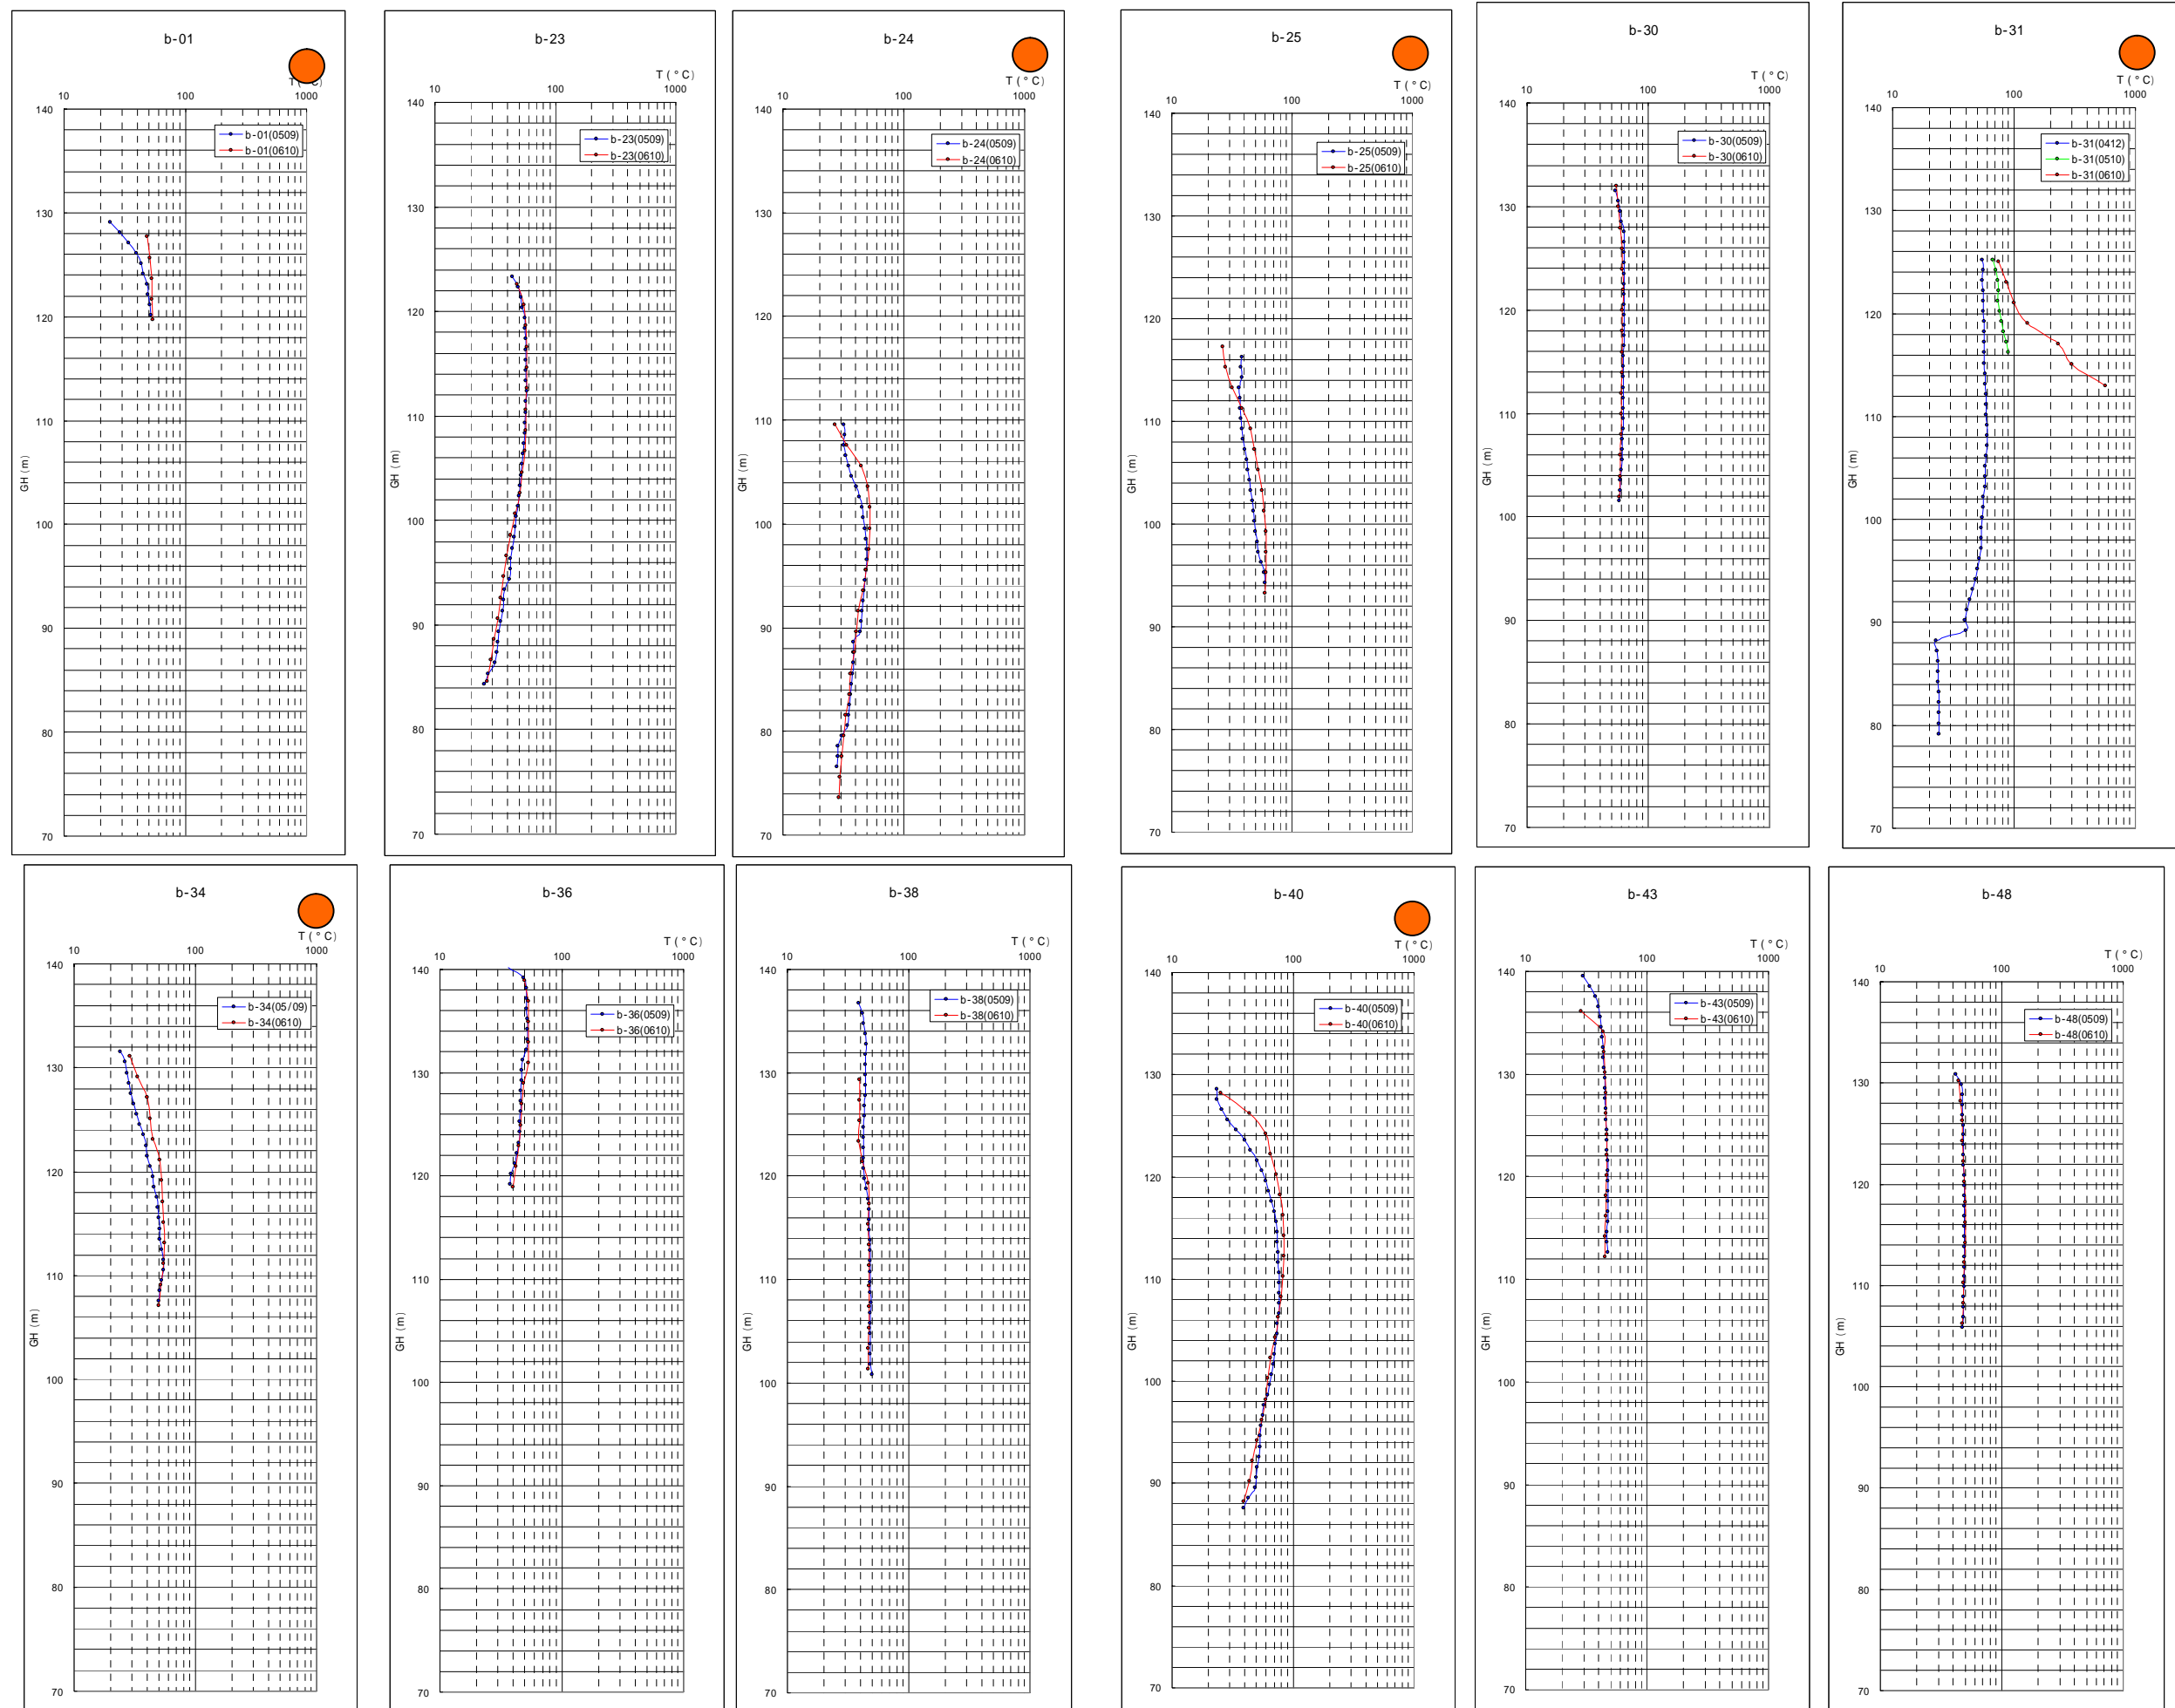 b-01
T(°C)
10 100 1000
140
130
120
110
100
90
80
70
GH (m)
b-01(0509)
b-01(0610)
b-23
T(°C)
10 100 1000
140
130
120
110
100
90
80
70
GH (m)
b-23(0509)
b-23(0610)
b-24
10 100 1000
140
130
120
110
100
90
80
70
GH (m)
b-24(0509)
b-24(0610)
b-25
T(°C)
10 100 1000
140
130
120
110
100
90
80
70
GH (m)
b-25(0509)
b-25(0610)
b-30
T(°C)
10 100 1000
140
130
120
110
100
90
80
70
GH (m)
b-30(0509)
b-30(0610)
b-31
T(°C)
10 100 1000
140
130
120
110
100
90
80
70
GH (m)
b-31(0412)
b-31(0510)
b-31(0610)
b-34
T(°C)
10 100 1000
140
130
120
110
100
90
80
70
GH (m)
b-34(05/09)
b-34(0610)
b-36
T(°C)
10 100 1000
140
130
120
110
100
90
80
70
GH (m)
b-36(0509)
b-36(0610)
b-38
T(°C)
10 100 1000
140
130
120
110
100
90
80
70
GH (m)
b-38(0509)
b-38(0610)
b-40
T(°C)
10 100 1000
140
130
120
110
100
90
80
70
GH (m)
b-40(0509)
b-40(0610)
b-43
T(°C)
10 100 1000
140
130
120
110
100
90
80
70
GH (m)
b-43(0509)
b-43(0610)
b-48
T(°C)
10 100 1000
140
130
120
110
100
90
80
70
GH (m)
b-48(0509)
b-48(0610)